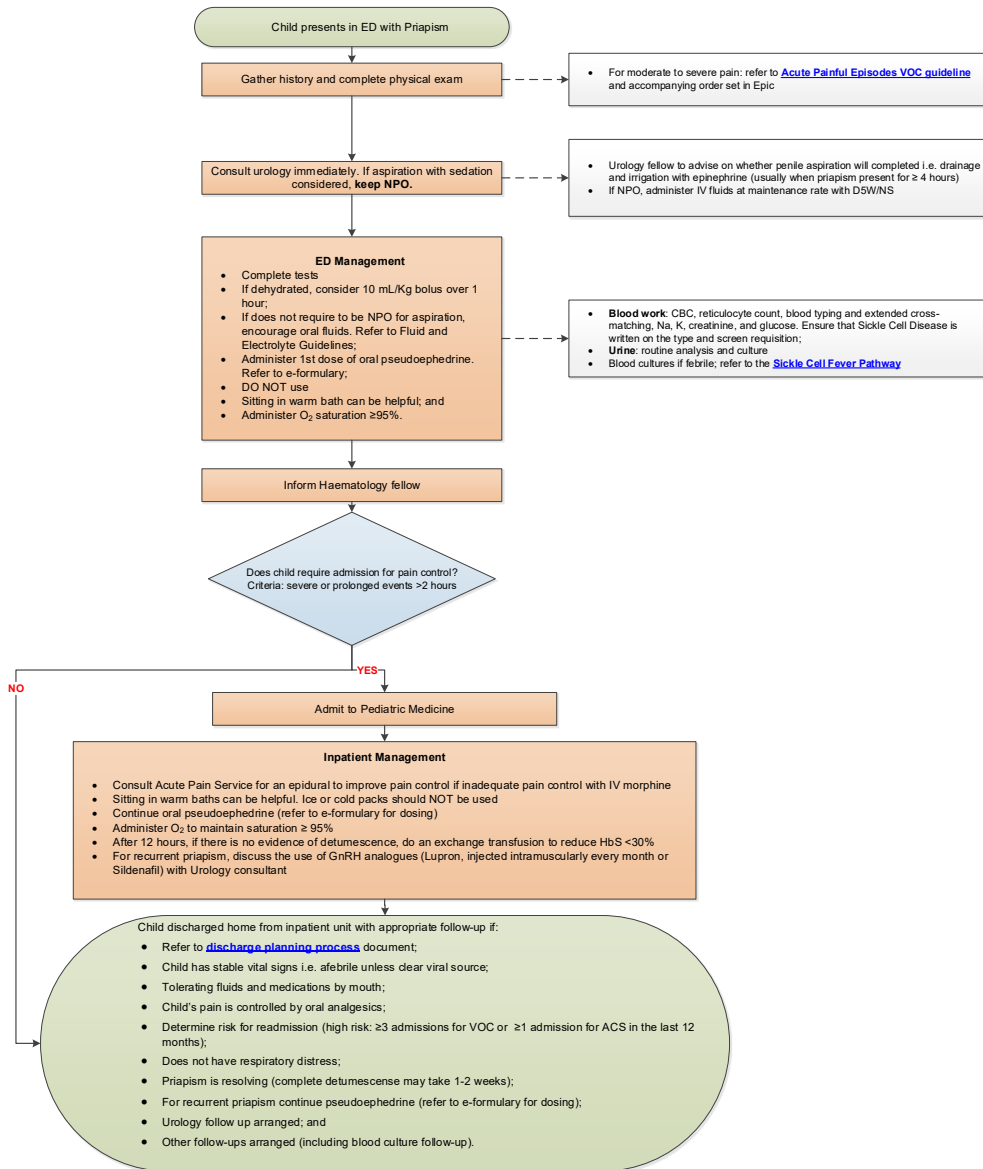 Child presents in ED with Priapism
Gather history and complete physical exam
• For moderate to severe pain: refer to Acute Painful Episodes VOC guideline
and accompanying order set in Epic
Consult urology immediately. If aspiration with sedation
considered, keep NPO.
• Urology fellow to advise on whether penile aspiration will completed i.e. drainage
and irrigation with epinephrine (usually when priapism present for ≥ 4 hours)
• If NPO, administer IV fluids at maintenance rate with D5W/NS
ED Management
• Complete tests
• If dehydrated, consider 10 mL/Kg bolus over 1
hour;
• If does not require to be NPO for aspiration,
encourage oral fluids. Refer to Fluid and
Electrolyte Guidelines;
• Administer 1st dose of oral pseudoephedrine.
Refer to e-formulary;
• DO NOT use
• Sitting in warm bath can be helpful; and
• Administer O₂ saturation ≥95%.
• Blood work: CBC, reticulocyte count, blood typing and extended cross-
matching, Na, K, creatinine, and glucose. Ensure that Sickle Cell Disease is
written on the type and screen requisition;
• Urine: routine analysis and culture
• Blood cultures if febrile; refer to the Sickle Cell Fever Pathway
Inform Haematology fellow
Does child require admission for pain control?
Criteria: severe or prolonged events >2 hours
NO
YES
Admit to Pediatric Medicine
Inpatient Management
• Consult Acute Pain Service for an epidural to improve pain control if inadequate pain control with IV morphine
• Sitting in warm baths can be helpful. Ice or cold packs should NOT be used
• Continue oral pseudoephedrine (refer to e-formulary for dosing)
• Administer O₂ to maintain saturation ≥ 95%
• After 12 hours, if there is no evidence of detumescence, do an exchange transfusion to reduce HbS <30%
• For recurrent priapism, discuss the use of GnRH analogues (Lupron, injected intramuscularly every month or
Sildenafil) with Urology consultant
Child discharged home from inpatient unit with appropriate follow-up if:
• Refer to discharge planning process document;
• Child has stable vital signs i.e. afebrile unless clear viral source;
• Tolerating fluids and medications by mouth;
• Child's pain is controlled by oral analgesics;
• Determine risk for readmission (high risk: ≥3 admissions for VOC or ≥1 admission for ACS in the last 12
months);
• Does not have respiratory distress;
• Priapism is resolving (complete detumescense may take 1-2 weeks);
• For recurrent priapism continue pseudoephedrine (refer to e-formulary for dosing);
• Urology follow up arranged; and
• Other follow-ups arranged (including blood culture follow-up).